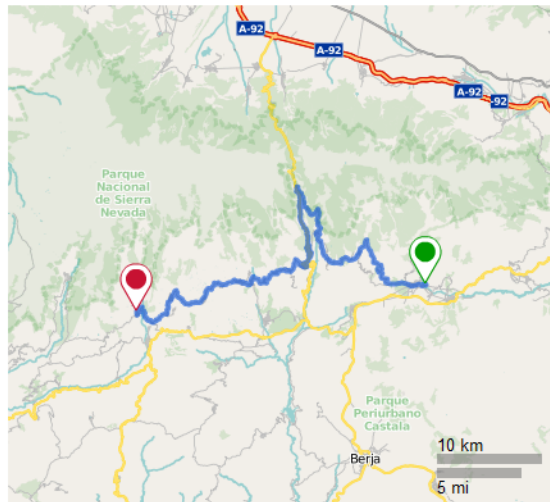 A-92
A-92
A-92
-92
Parque
Nacional
de Sierra
Nevada
Parque
Periurbano
Castala
Berja
10 km
5 mi